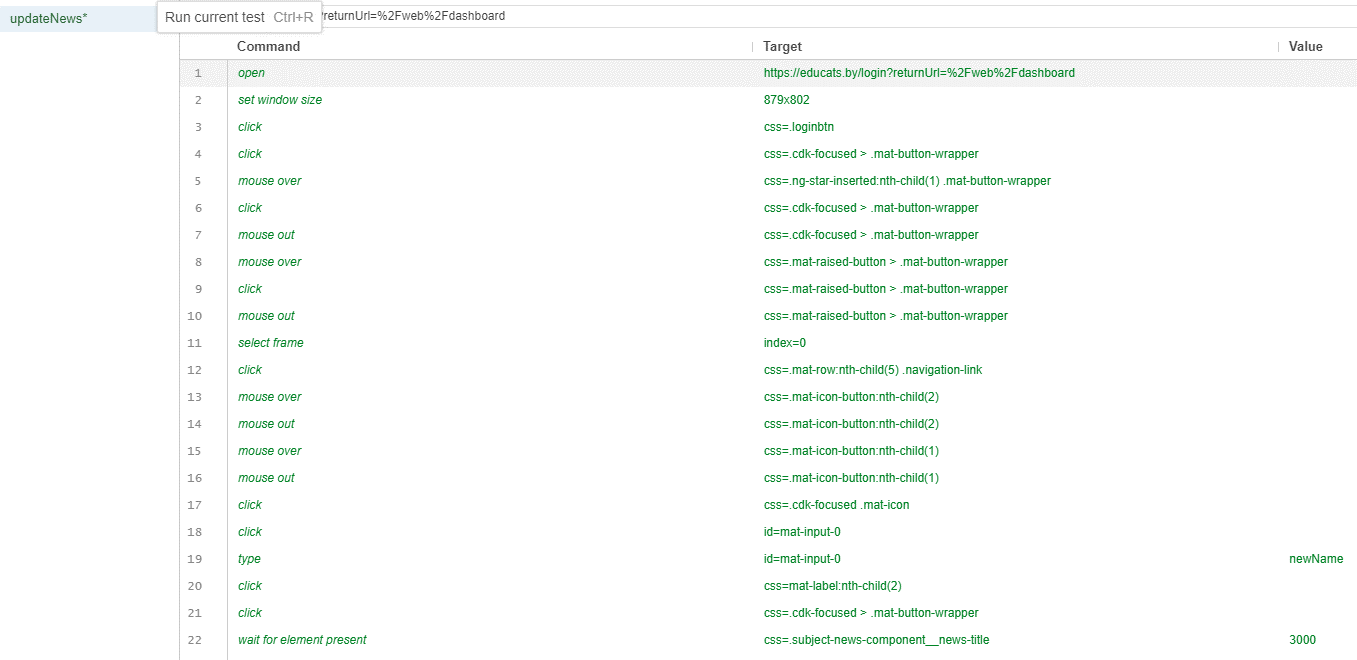 updateNews*
Run current test Ctrl+R
?returnUrl=%2Fweb%2Fdashboard
Command Target Value
1 open https://educats.by/login?returnUrl=%2Fweb%2Fdashboard
2 set window size 879x802
3 click css=.loginbtn
4 click css=.cdk-focused > .mat-button-wrapper
5 mouse over css=.ng-star-inserted:nth-child(1) .mat-button-wrapper
6 click css=.cdk-focused > .mat-button-wrapper
7 mouse out css=.cdk-focused > .mat-button-wrapper
8 mouse over css=.mat-raised-button > .mat-button-wrapper
9 click css=.mat-raised-button > .mat-button-wrapper
10 mouse out css=.mat-raised-button > .mat-button-wrapper
11 select frame index=0
12 click css=.mat-row:nth-child(5) .navigation-link
13 mouse over css=.mat-icon-button:nth-child(2)
14 mouse out css=.mat-icon-button:nth-child(2)
15 mouse over css=.mat-icon-button:nth-child(1)
16 mouse out css=.mat-icon-button:nth-child(1)
17 click css=.cdk-focused .mat-icon
18 click id=mat-input-0
19 type id=mat-input-0 newName
20 click css=mat-label:nth-child(2)
21 click css=.cdk-focused > .mat-button-wrapper
22 wait for element present css=.subject-news-component__news-title 3000